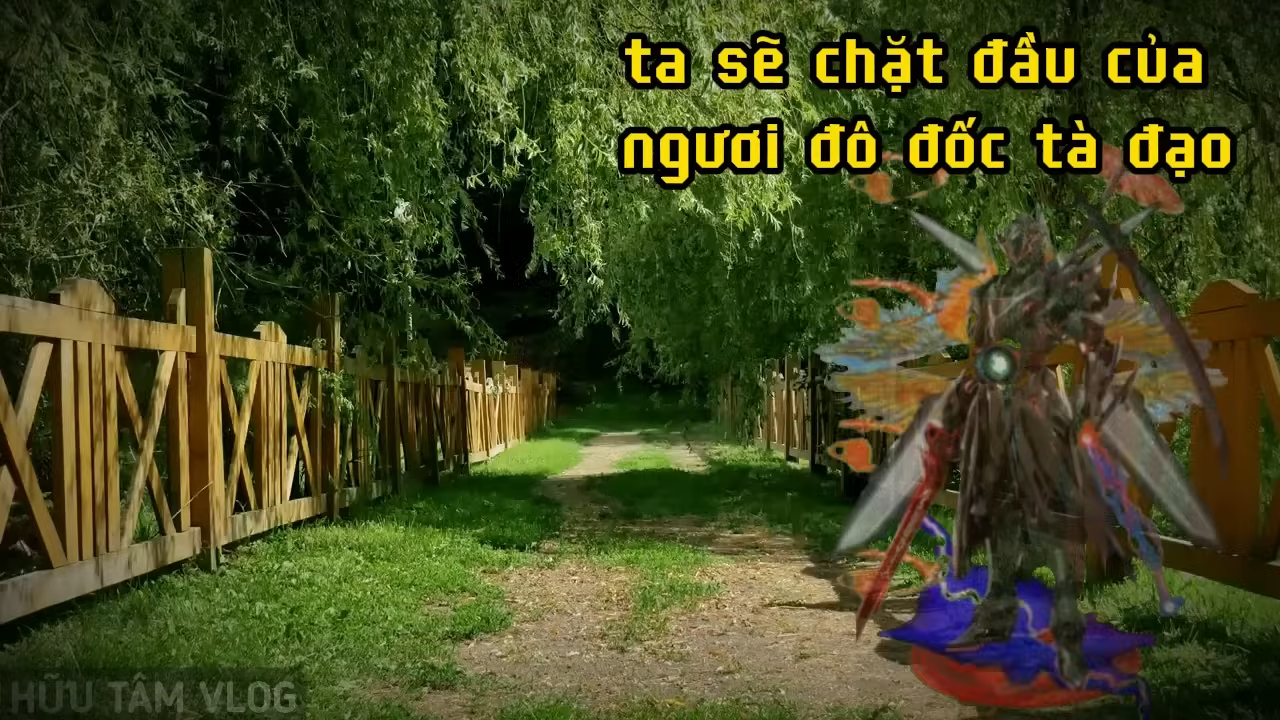 ta sẽ chặt đầu của
ngươi đô đốc tà đạo
HỮU TÂM VLOG